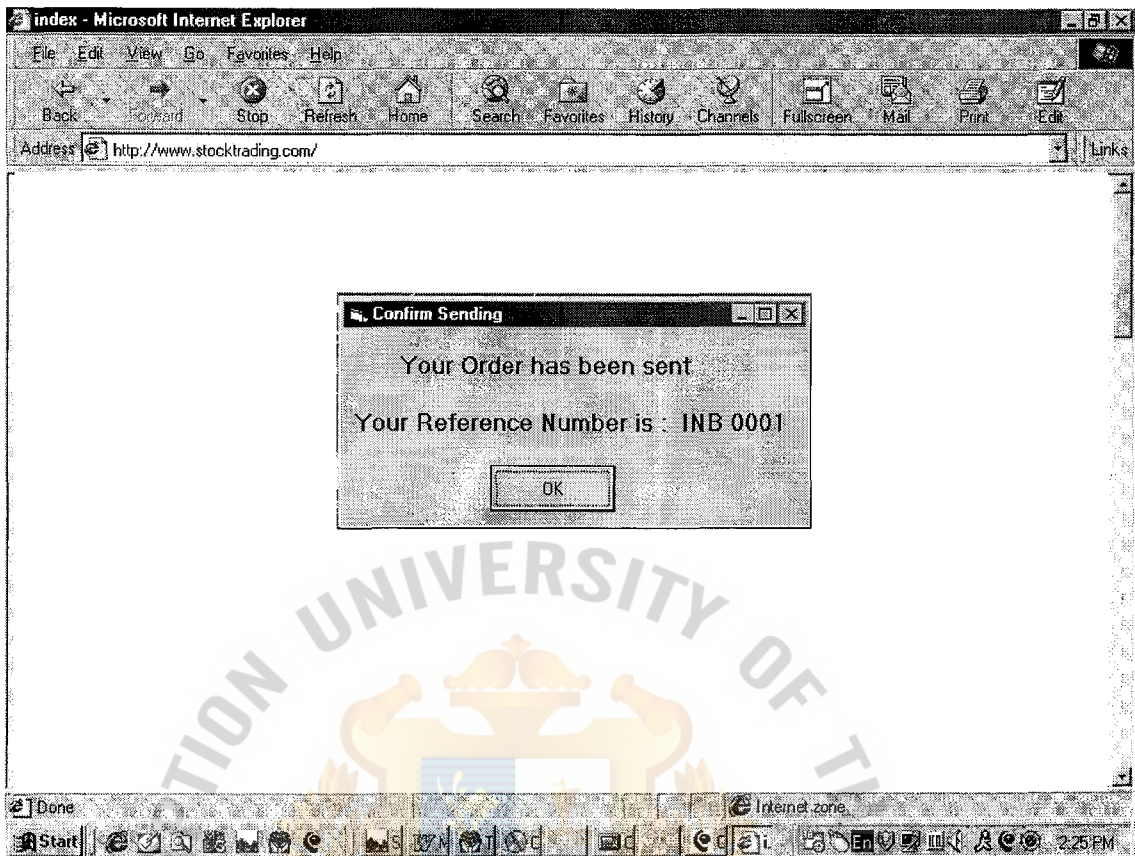 index - Microsoft Internet Explorer
File Edit View Go Favorites Help
Back Forward Stop Refresh Home Search Favorites History Channels Fullscreen Mail Print Edit
Address http://www.stocktrading.com/ Links
Confirm Sending
Your Order has been sent
Your Reference Number is : INB 0001
OK
UNIVERSITY OF
Done Internet zone
Start En 2:25 PM